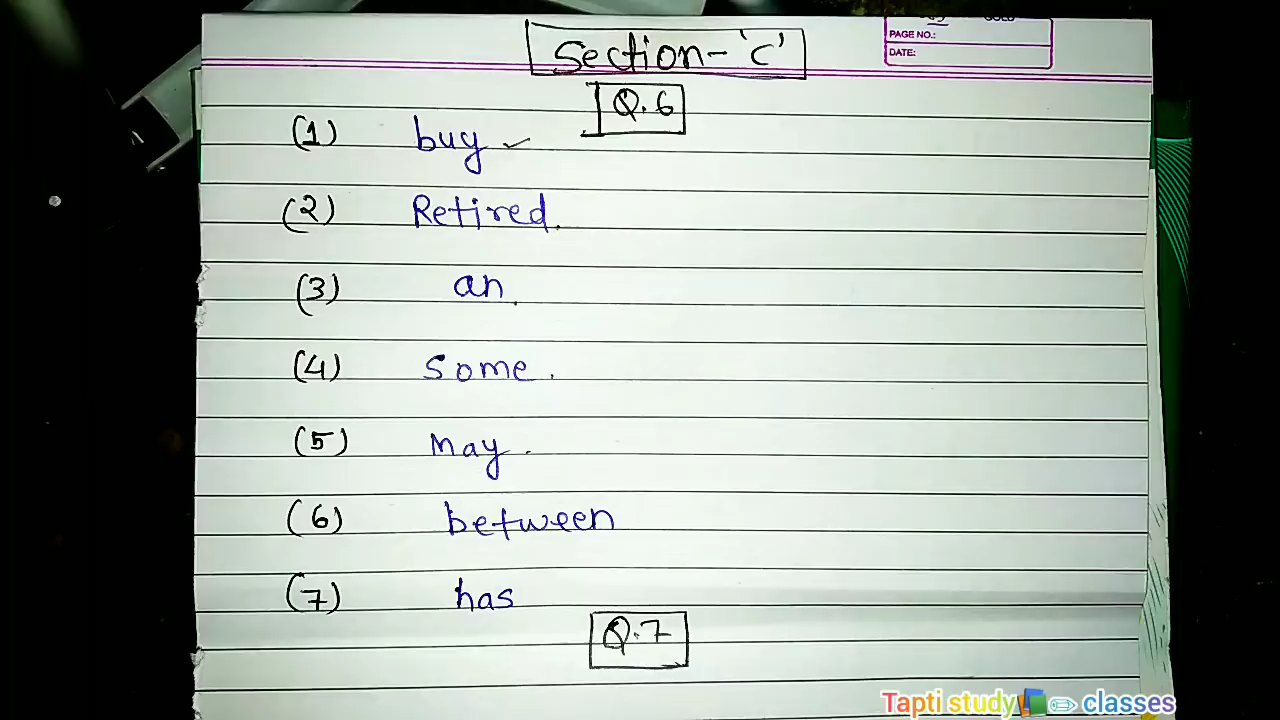 Section-'C'
PAGE NO.:
DATE:
Q.6
(1) buy ✓
(2) Retired.
(3) an.
(4) Some.
(5) May.
(6) between
(7) has
Q.7
Tapti study classes